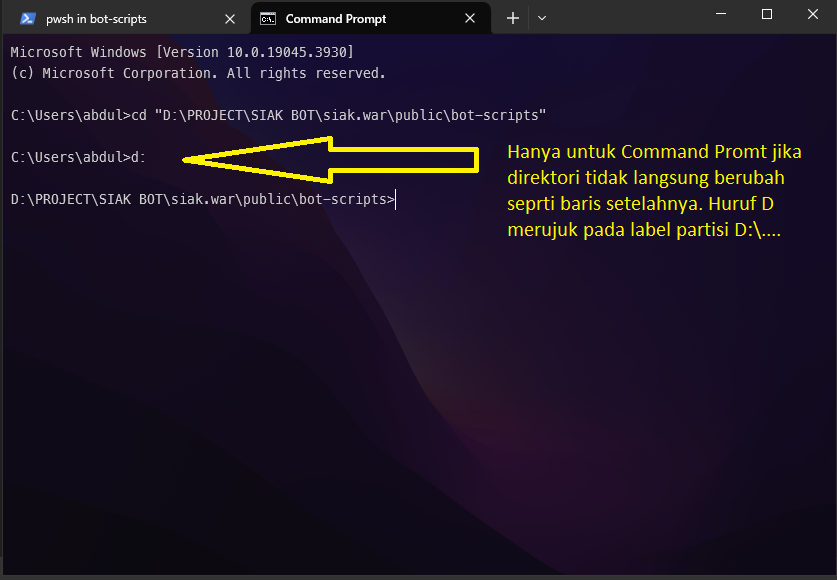 pwsh in bot-scripts
Command Prompt
Microsoft Windows [Version 10.0.19045.3930]
(c) Microsoft Corporation. All rights reserved.
C:\Users\abdul>cd "D:\PROJECT\SIAK BOT\siak.war\public\bot-scripts"
C:\Users\abdul>d:
D:\PROJECT\SIAK BOT\siak.war\public\bot-scripts>
Hanya untuk Command Promt jika
direktori tidak langsung berubah
seprti baris setelahnya. Huruf D
merujuk pada label partisi D:\....